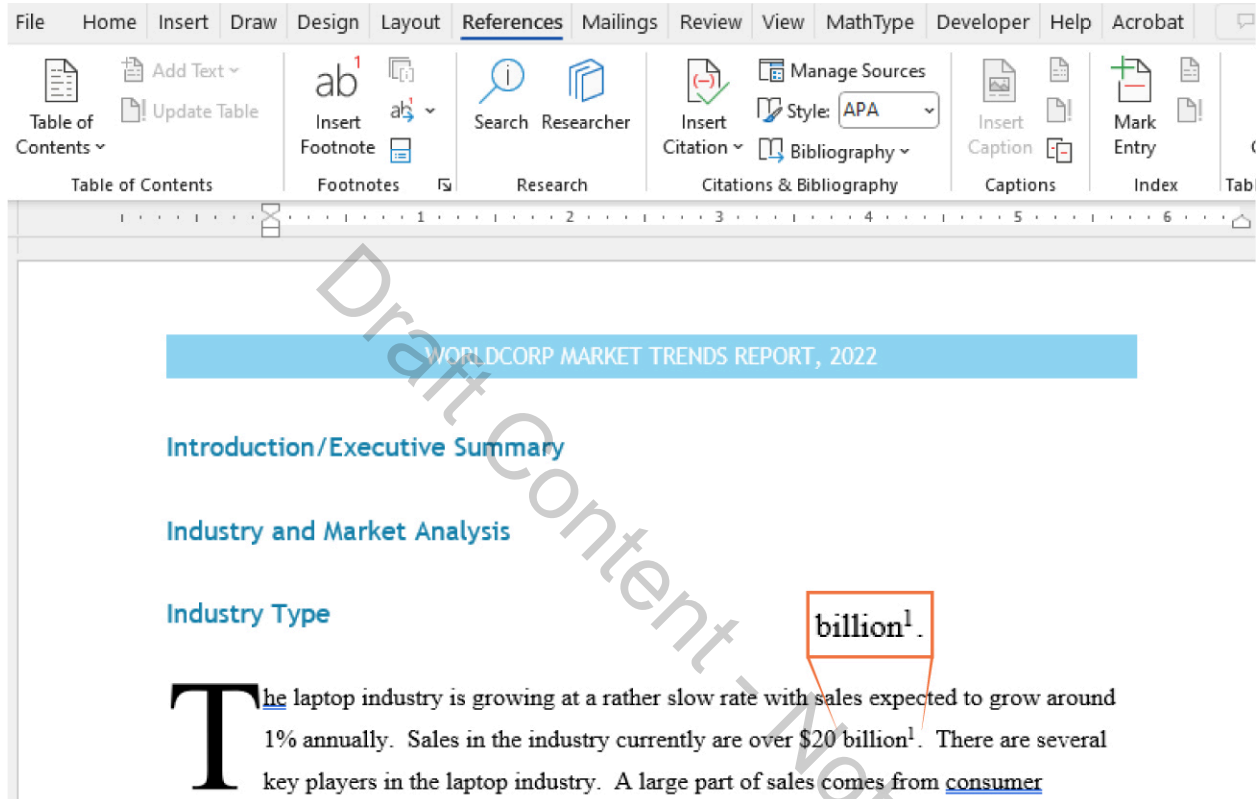 File Home Insert Draw Design Layout References Mailings Review View MathType Developer Help Acrobat
Table of Contents
Add Text
Update Table
Table of Contents
ab1
Insert Footnote
ab1
Footnotes
Search Researcher
Research
Insert Citation
Manage Sources
Style: APA
Bibliography
Citations & Bibliography
Insert Caption
Captions
Mark Entry
Index
Tab
1 2 3 4 5 6
WORLDCORP MARKET TRENDS REPORT, 2022
Introduction/Executive Summary
Industry and Market Analysis
Industry Type
billion¹.
The laptop industry is growing at a rather slow rate with sales expected to grow around
1% annually.  Sales in the industry currently are over $20 billion¹.  There are several
key players in the laptop industry.  A large part of sales comes from consumer
Draft Content - Not